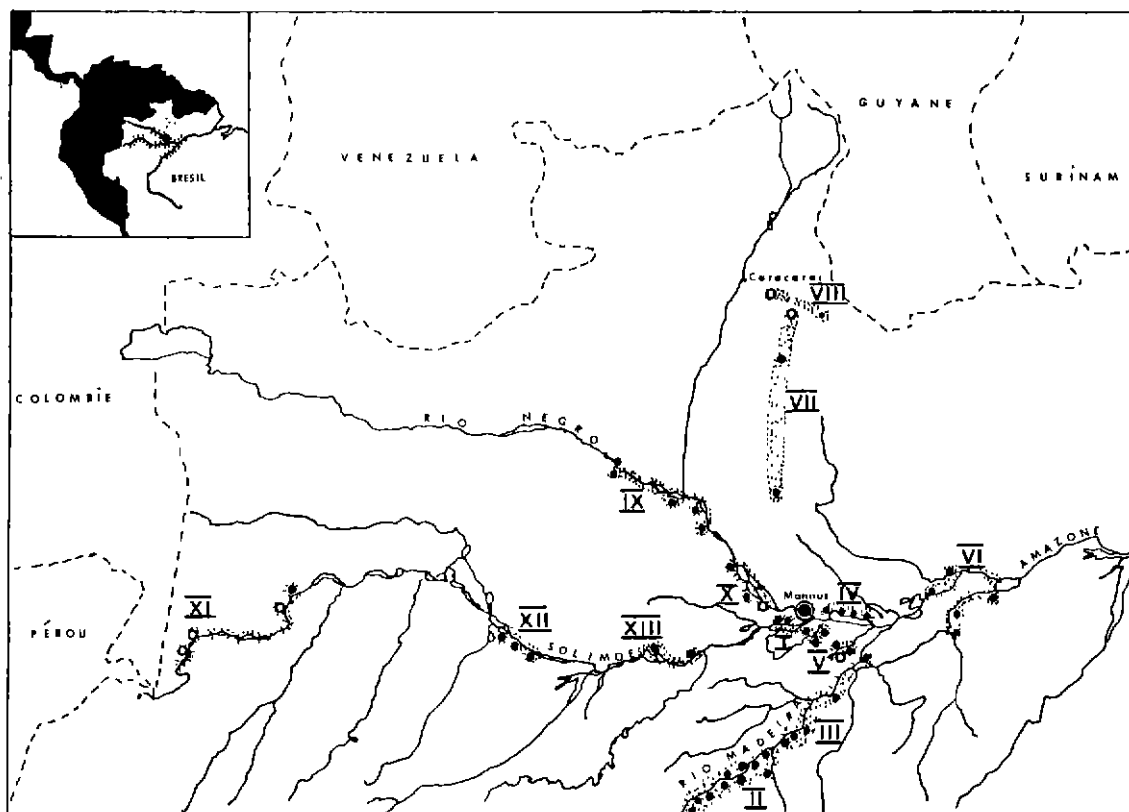 BRESIL
VENEZUELA
GUYANE
SURINAM
Caracaraí
VIII
COLOMBIE
VII
RIO NEGRO
IX
AMAZONE
VI
XI
X
Manaus
IV
PÉROU
XII
XIII
I
SOLIMOES
V
RIO MADEIRA
III
II